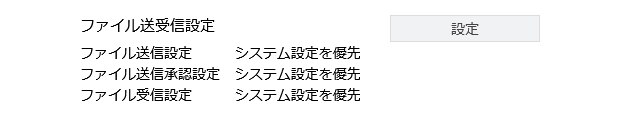 ファイル送受信設定 設定
ファイル送信設定 システム設定を優先
ファイル送信承認設定 システム設定を優先
ファイル受信設定 システム設定を優先